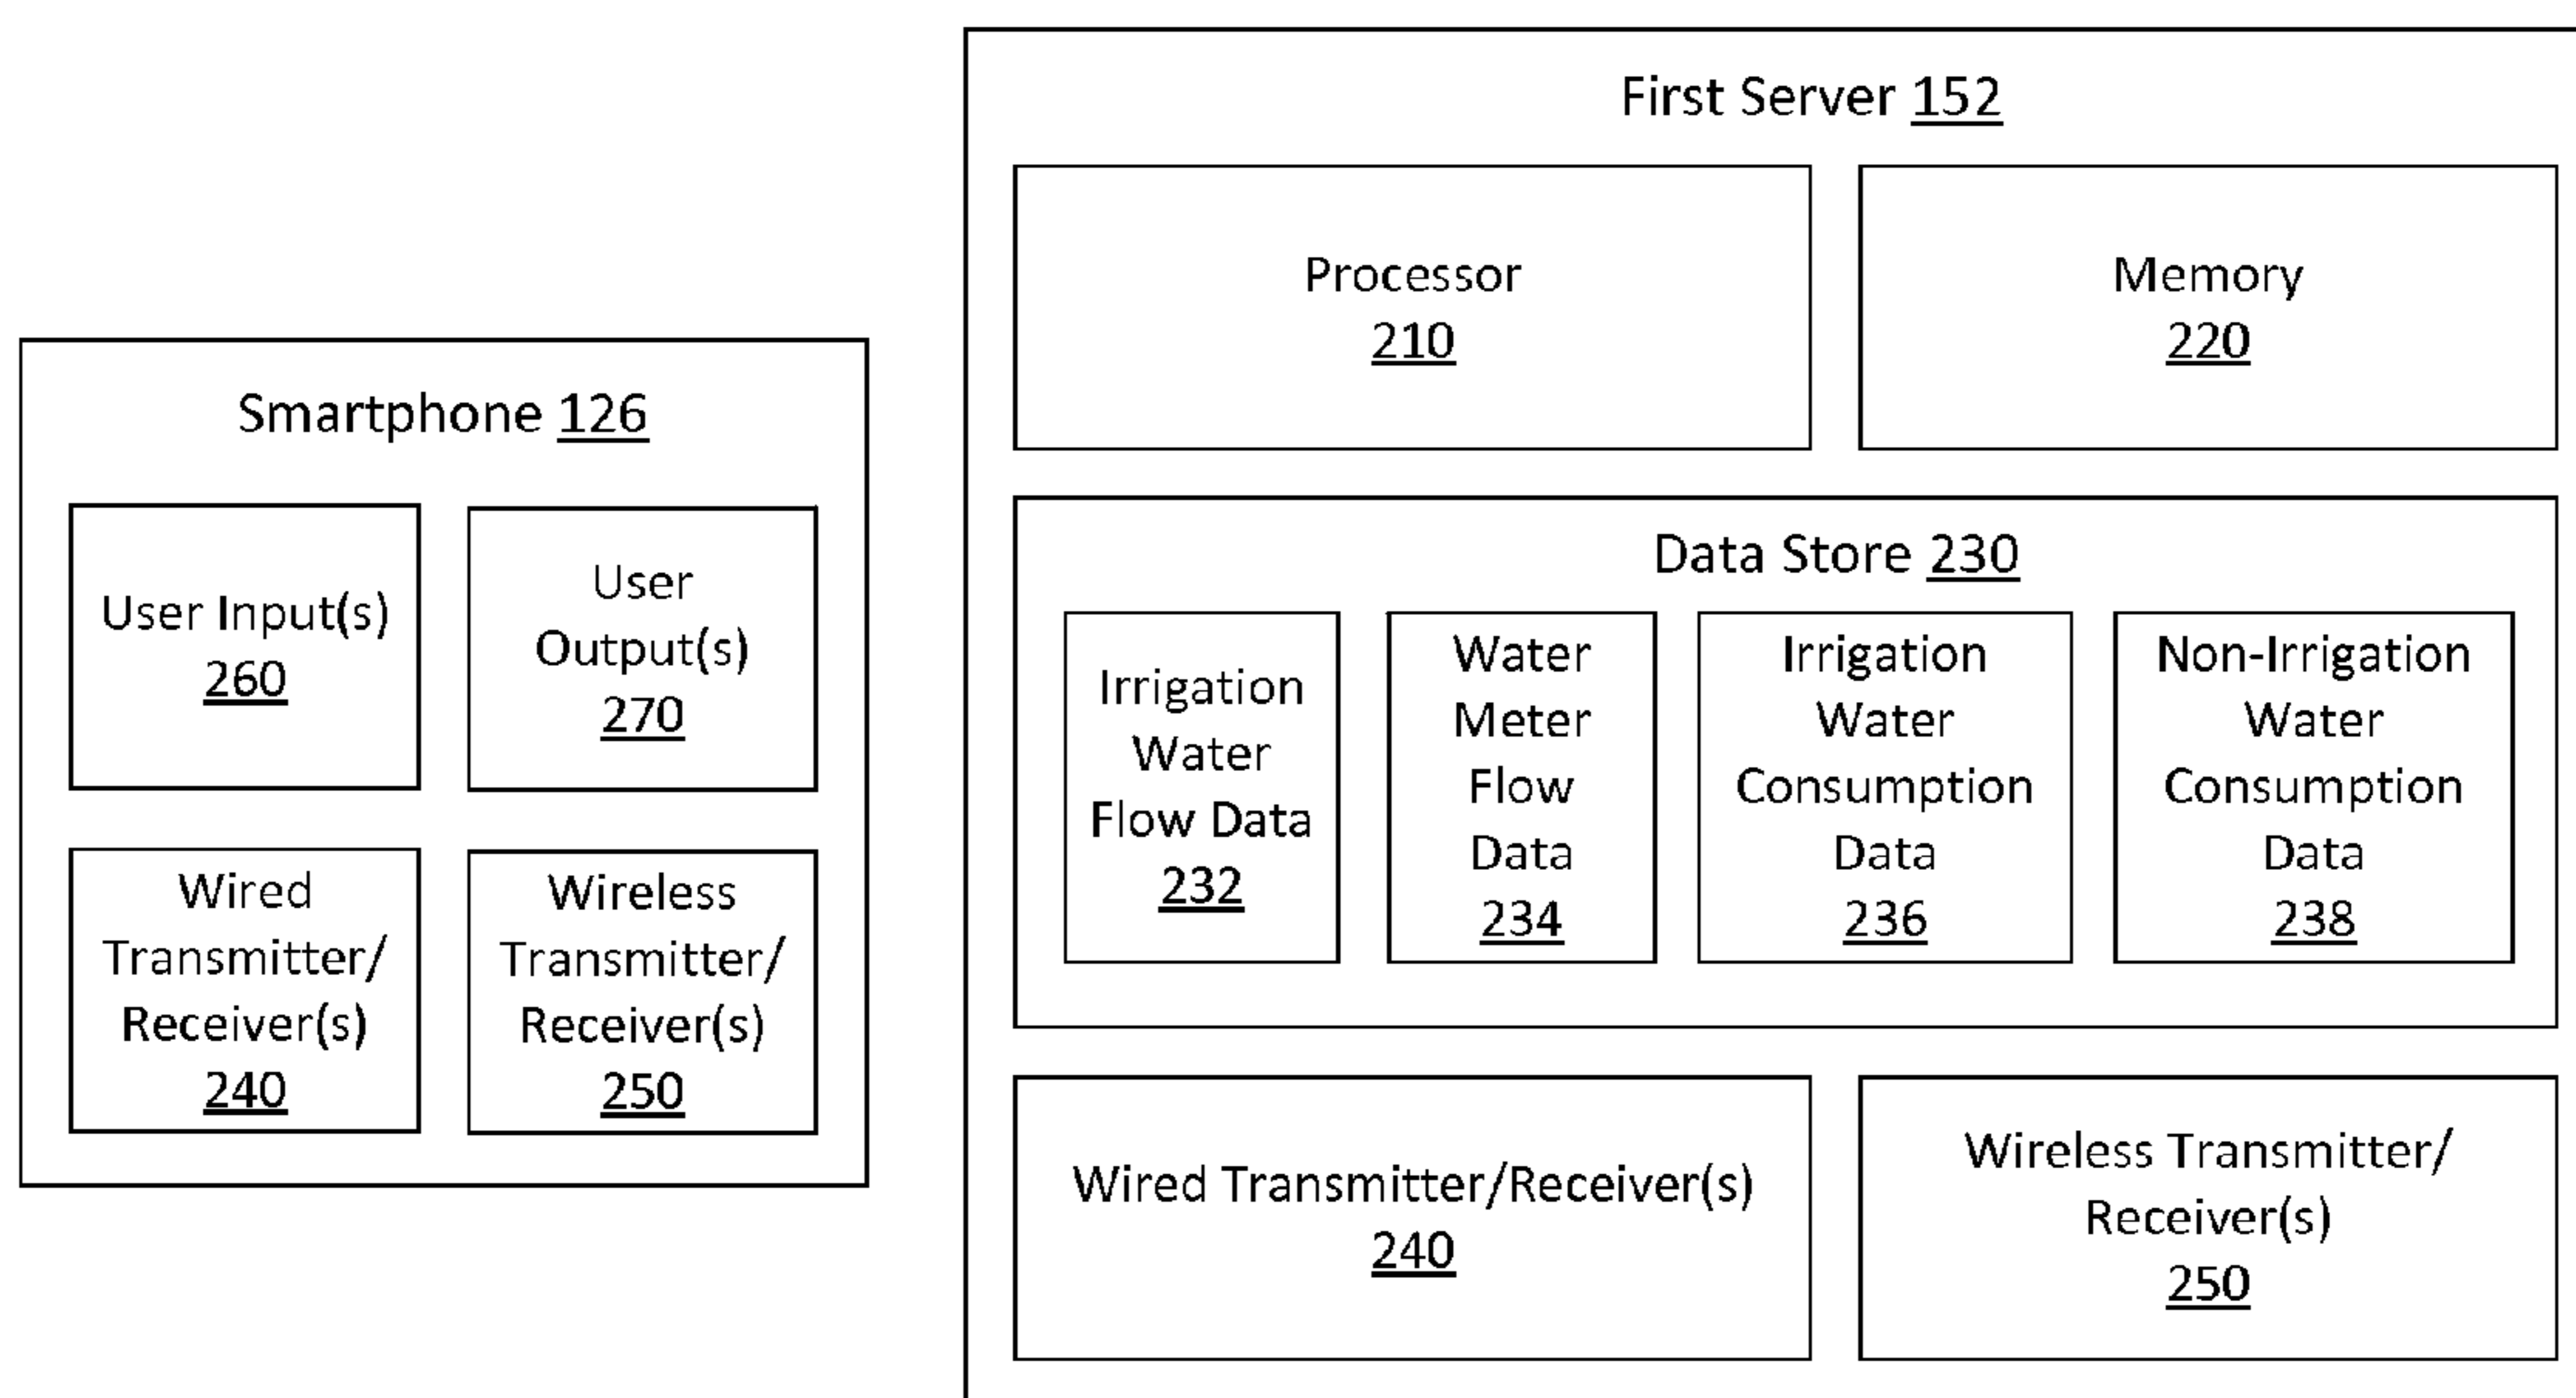 Smartphone 126
User Input(s)
260
User
Output(s)
270
Wired
Transmitter/
Receiver(s)
240
Wireless
Transmitter/
Receiver(s)
250
First Server 152
Processor
210
Memory
220
Data Store 230
Irrigation
Water
Flow Data
232
Water
Meter
Flow
Data
234
Irrigation
Water
Consumption
Data
236
Non-Irrigation
Water
Consumption
Data
238
Wired Transmitter/Receiver(s)
240
Wireless Transmitter/
Receiver(s)
250